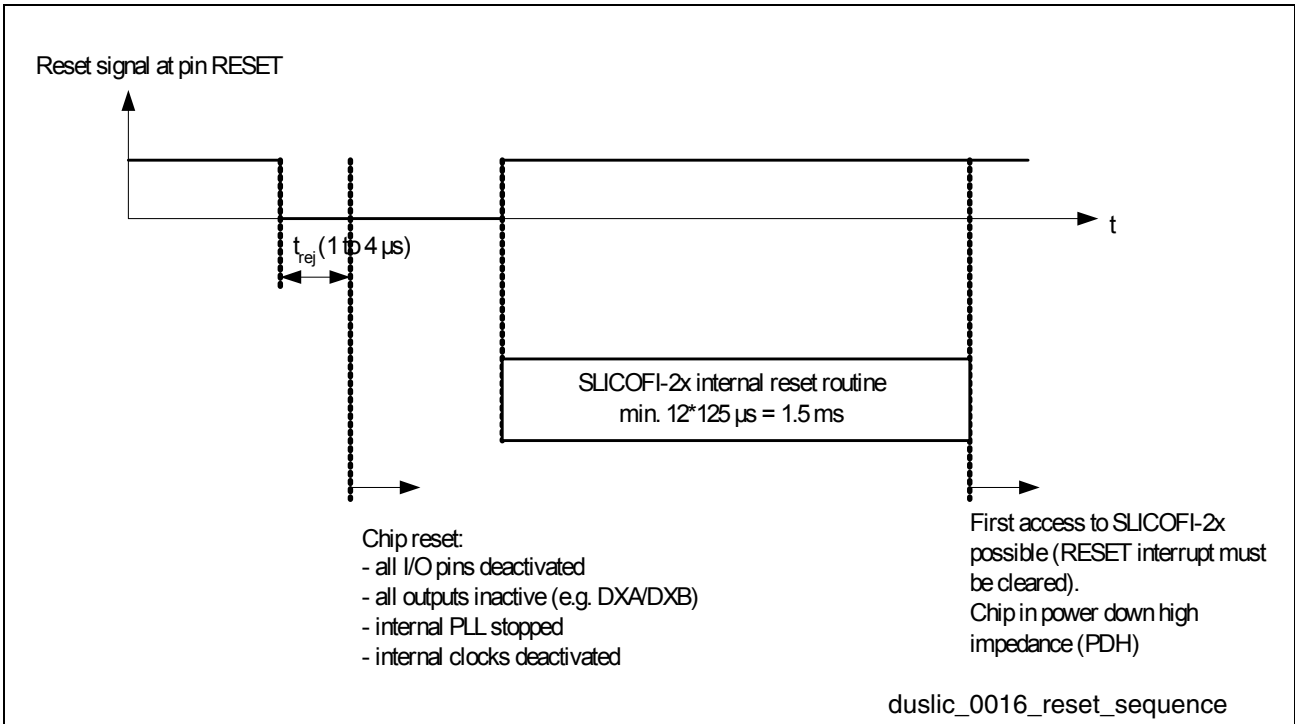 Reset signal at pin RESET
t
trej (1 to 4 µs)
SLICOFI-2x internal reset routine
min. 12*125 µs = 1.5 ms
Chip reset:
- all I/O pins deactivated
- all outputs inactive (e.g. DXA/DXB)
- internal PLL stopped
- internal clocks deactivated
First access to SLICOFI-2x
possible (RESET interrupt must
be cleared).
Chip in power down high
impedance (PDH)
duslic_0016_reset_sequence